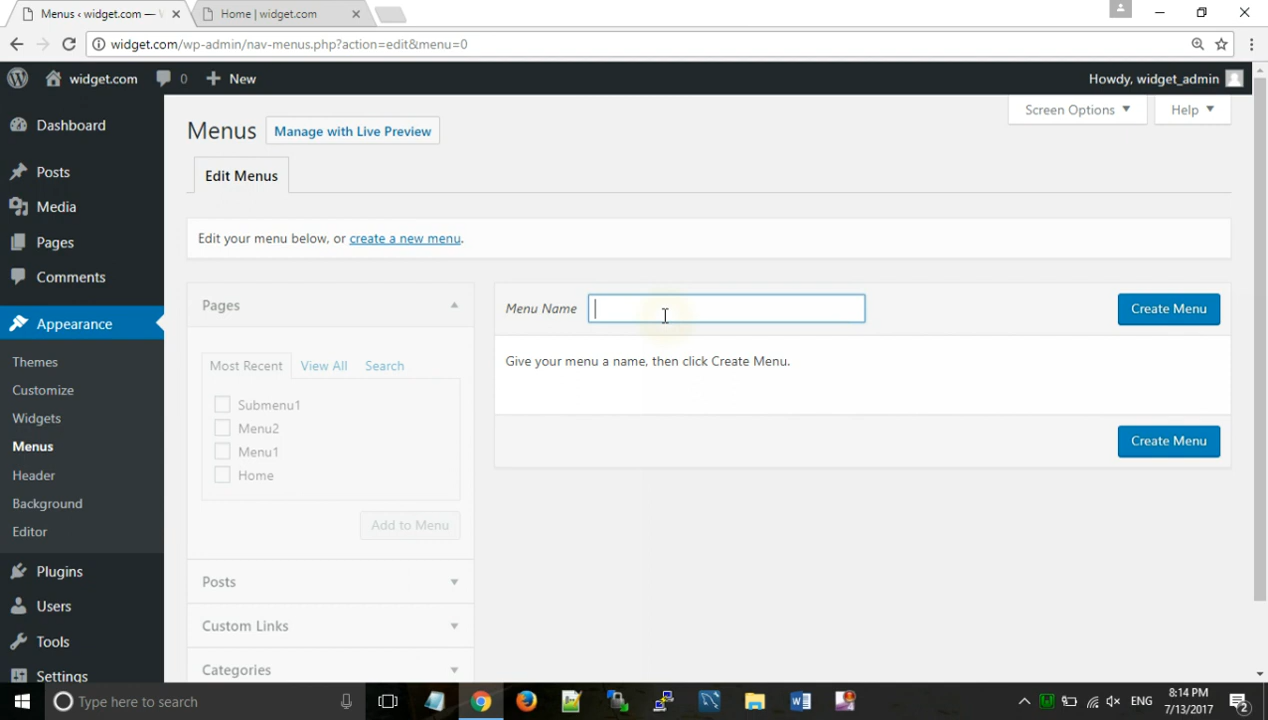 Menus ‹ widget.com —
Home | widget.com
widget.com/wp-admin/nav-menus.php?action=edit&menu=0
widget.com
0
New
Howdy, widget_admin
Dashboard
Posts
Media
Pages
Comments
Appearance
Themes
Customize
Widgets
Menus
Header
Background
Editor
Plugins
Users
Tools
Settings
Screen Options
Help
Menus
Manage with Live Preview
Edit Menus
Edit your menu below, or create a new menu.
Pages
Most Recent
View All
Search
Submenu1
Menu2
Menu1
Home
Add to Menu
Posts
Custom Links
Categories
Menu Name
Create Menu
Give your menu a name, then click Create Menu.
Create Menu
Type here to search
ENG
8:14 PM
7/13/2017
2